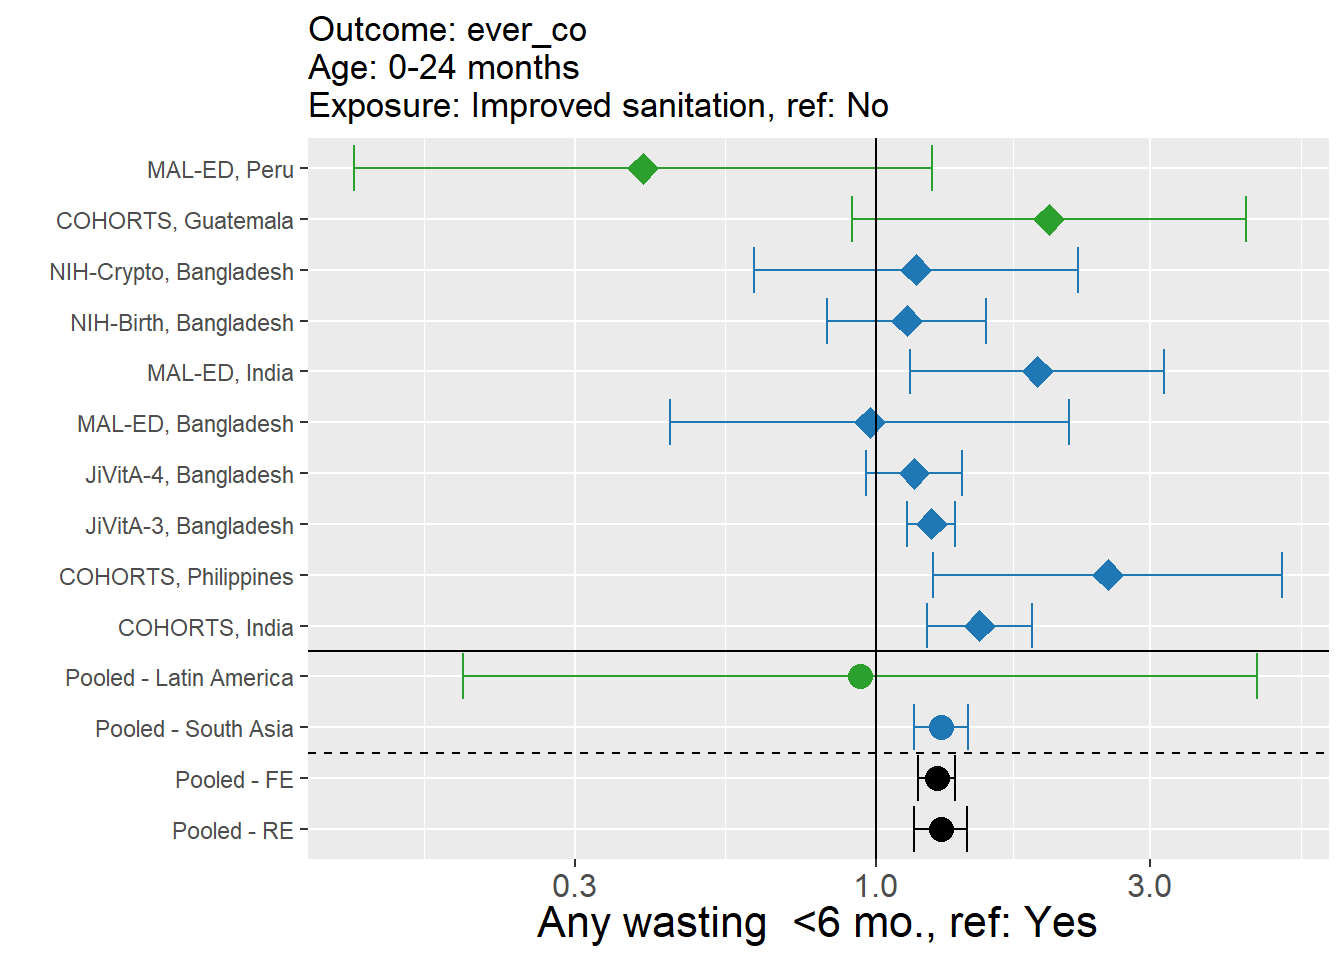 Outcome: ever_co
Age: 0-24 months
Exposure: Improved sanitation, ref: No
MAL-ED, Peru
COHORTS, Guatemala
NIH-Crypto, Bangladesh
NIH-Birth, Bangladesh
MAL-ED, India
MAL-ED, Bangladesh
JiVitA-4, Bangladesh
JiVitA-3, Bangladesh
COHORTS, Philippines
COHORTS, India
Pooled - Latin America
Pooled - South Asia
Pooled - FE
Pooled - RE
0.3 1.0 3.0
Any wasting  <6 mo., ref: Yes